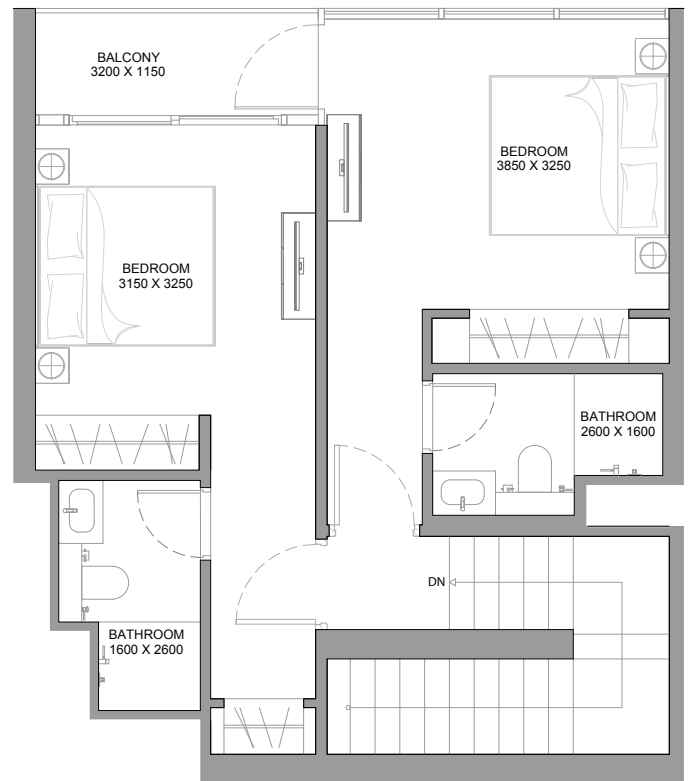 BALCONY
3200 X 1150
BEDROOM
3850 X 3250
BEDROOM
3150 X 3250
BATHROOM
2600 X 1600
DN
BATHROOM
1600 X 2600